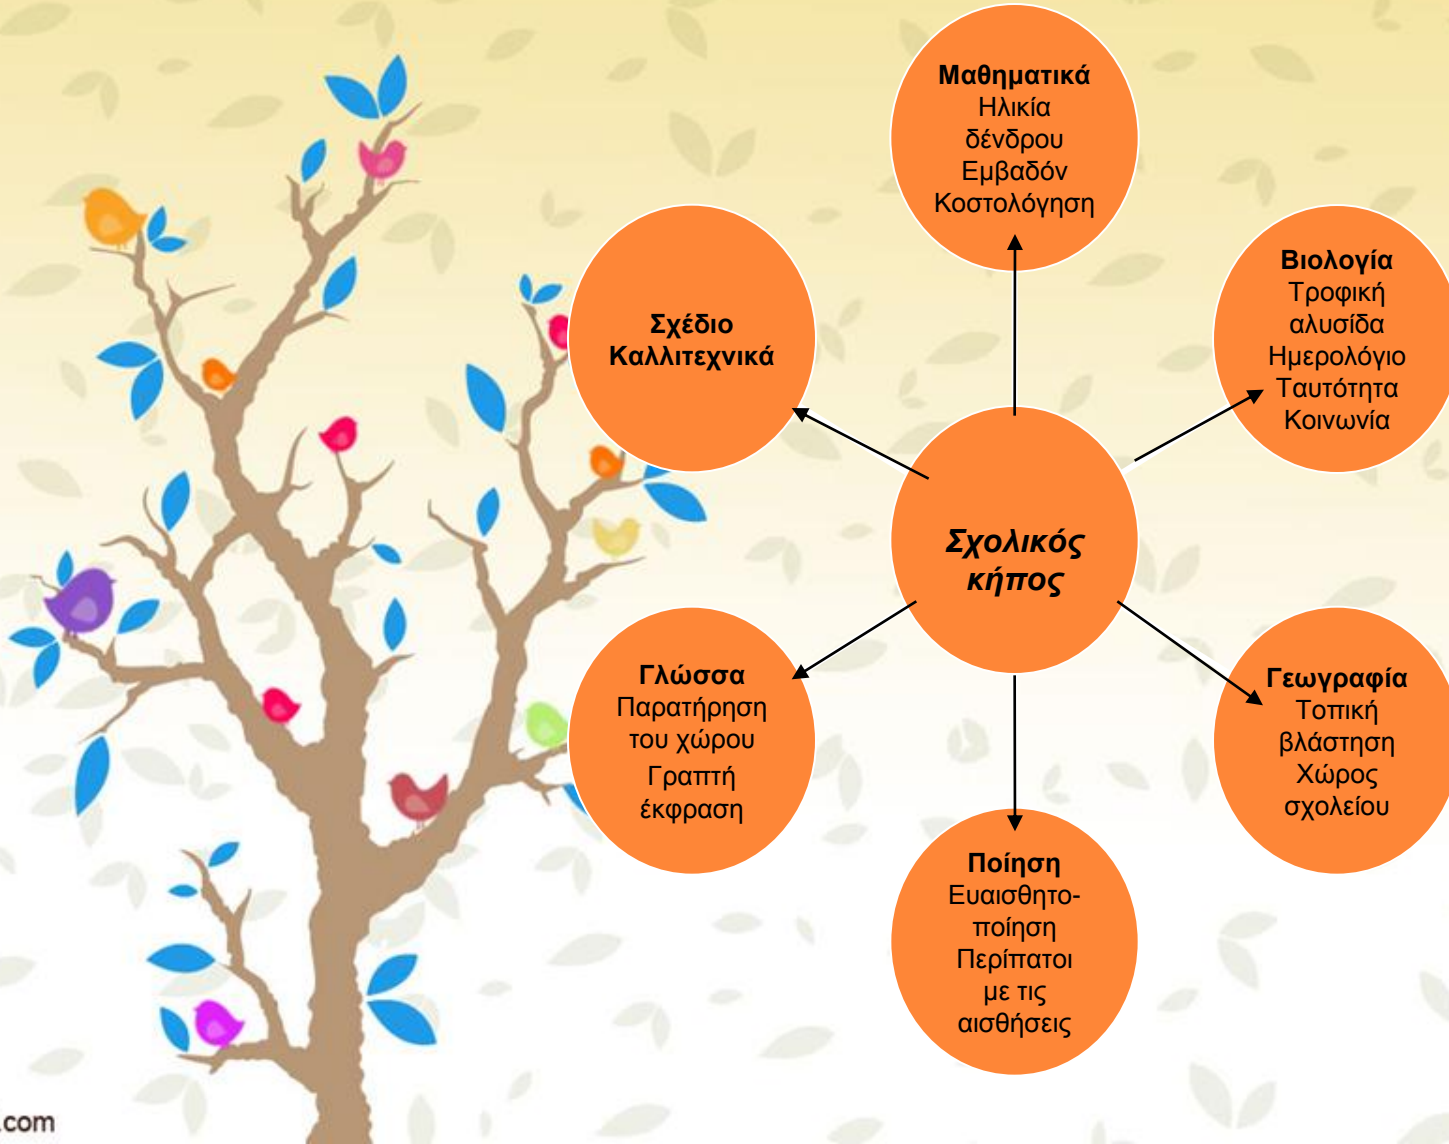 Μαθηματικά
Ηλικία
δένδρου
Εμβαδόν
Κοστολόγηση
Βιολογία
Τροφική
αλυσίδα
Ημερολόγιο
Ταυτότητα
Κοινωνία
Σχέδιο
Καλλιτεχνικά
Σχολικός
κήπος
Γλώσσα
Παρατήρηση
του χώρου
Γραπτή
έκφραση
Γεωγραφία
Τοπική
βλάστηση
Χώρος
σχολείου
Ποίηση
Ευαισθητο-
ποίηση
Περίπατοι
με τις
αισθήσεις
.com